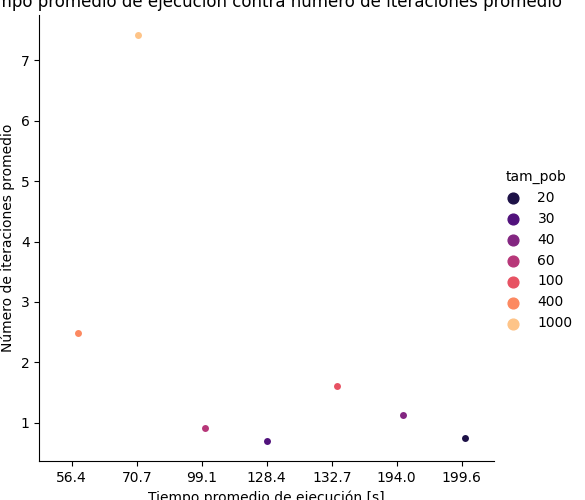 mpo promedio de ejecución contra número de iteraciones promedio
Número de iteraciones promedio
7
6
5
4
3
2
1
56.4 70.7 99.1 128.4 132.7 194.0 199.6
Tiempo promedio de ejecución [s]
tam_pob
20
30
40
60
100
400
1000